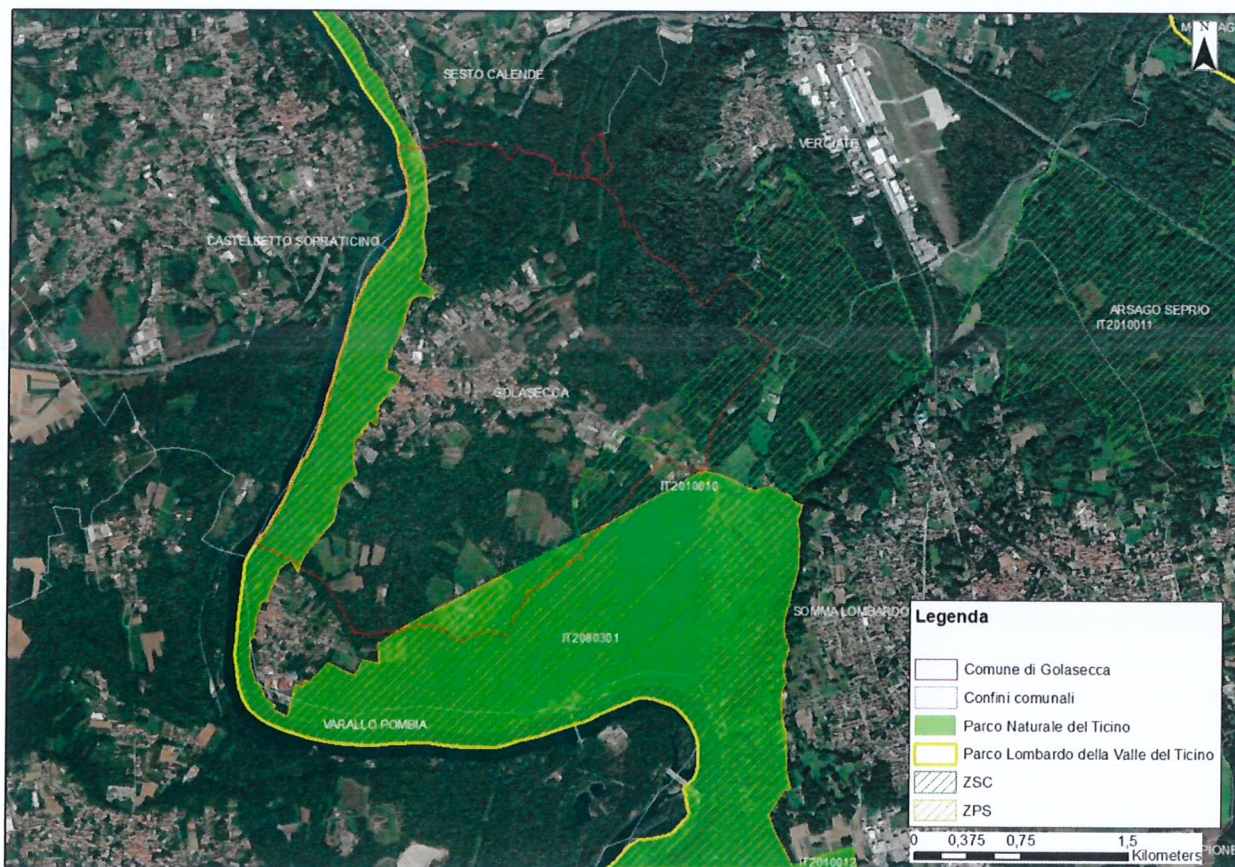 N
SESTO CALENDE
VERGIATE
CASTELLETTO SOPRATICINO
ARSAGO SEPRIO
IT2010011
GOLASECCA
IT2010010
SOMMA LOMBARDO
IT2080301
VARALLO POMBIA
IT2010012
Legenda
Comune di Golasecca
Confini comunali
Parco Naturale del Ticino
Parco Lombardo della Valle del Ticino
ZSC
ZPS
0 0,375 0,75 1,5
Kilometers